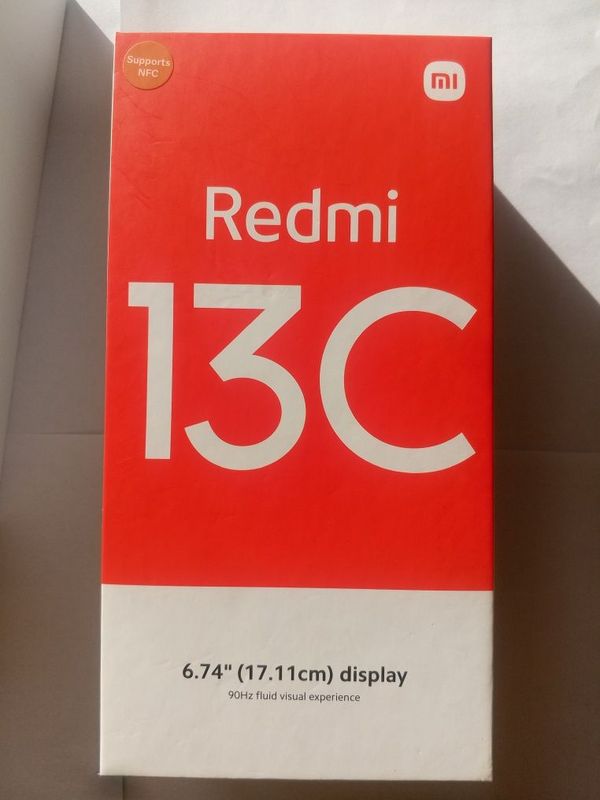 Supports
NFC
mi
Redmi
13C
6.74" (17.11cm) display
90Hz fluid visual experience